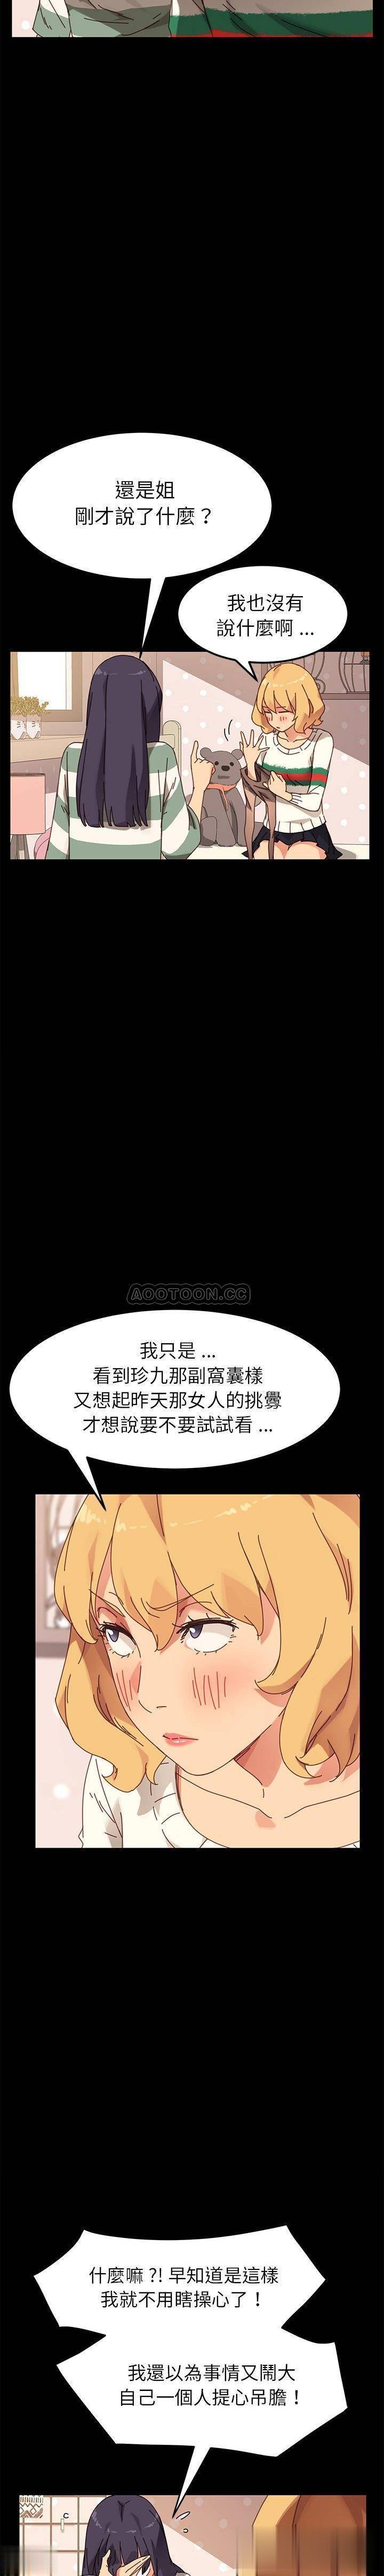 還是姐
剛才說了什麼？
我也沒有
說什麼啊 ...
AOOTOON.CC
我只是 ...
看到珍九那副窩囊樣
又想起昨天那女人的挑釁
才想說要不要試試看 ...
什麼嘛 ?! 早知道是這樣
我就不用瞎操心了！
我還以為事情又鬧大
自己一個人提心吊膽！